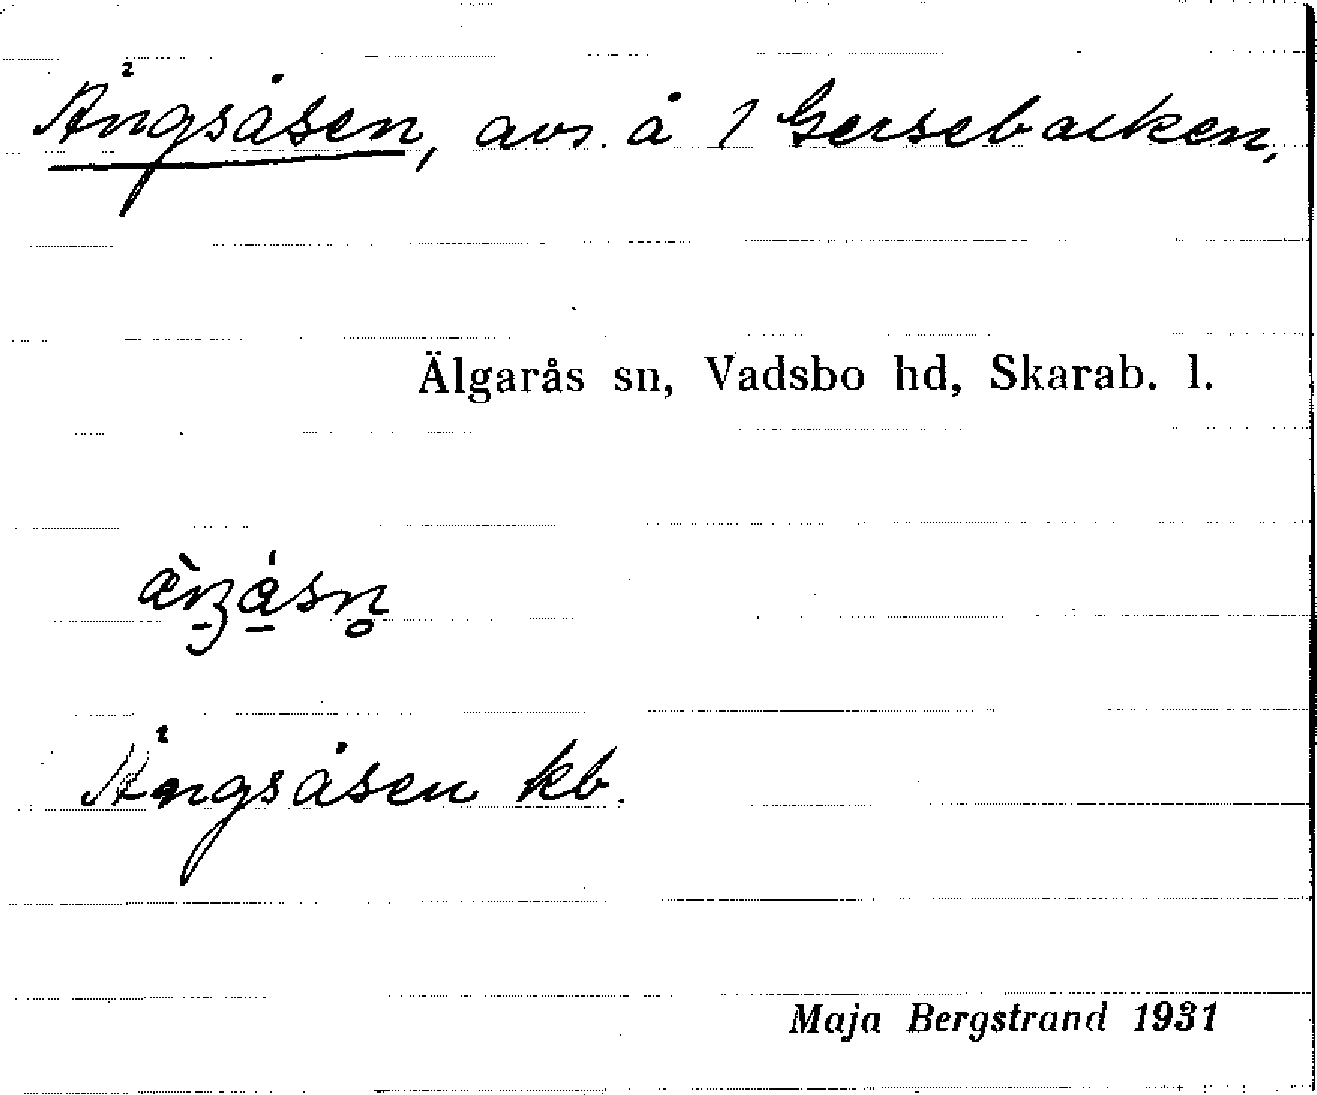 Ängsåsen, avs. å 1 Gersebacken,
Älgarås sn, Vadsbo hd, Skarab. l.
Ängsåsen kb.
Maja Bergstrand 1931